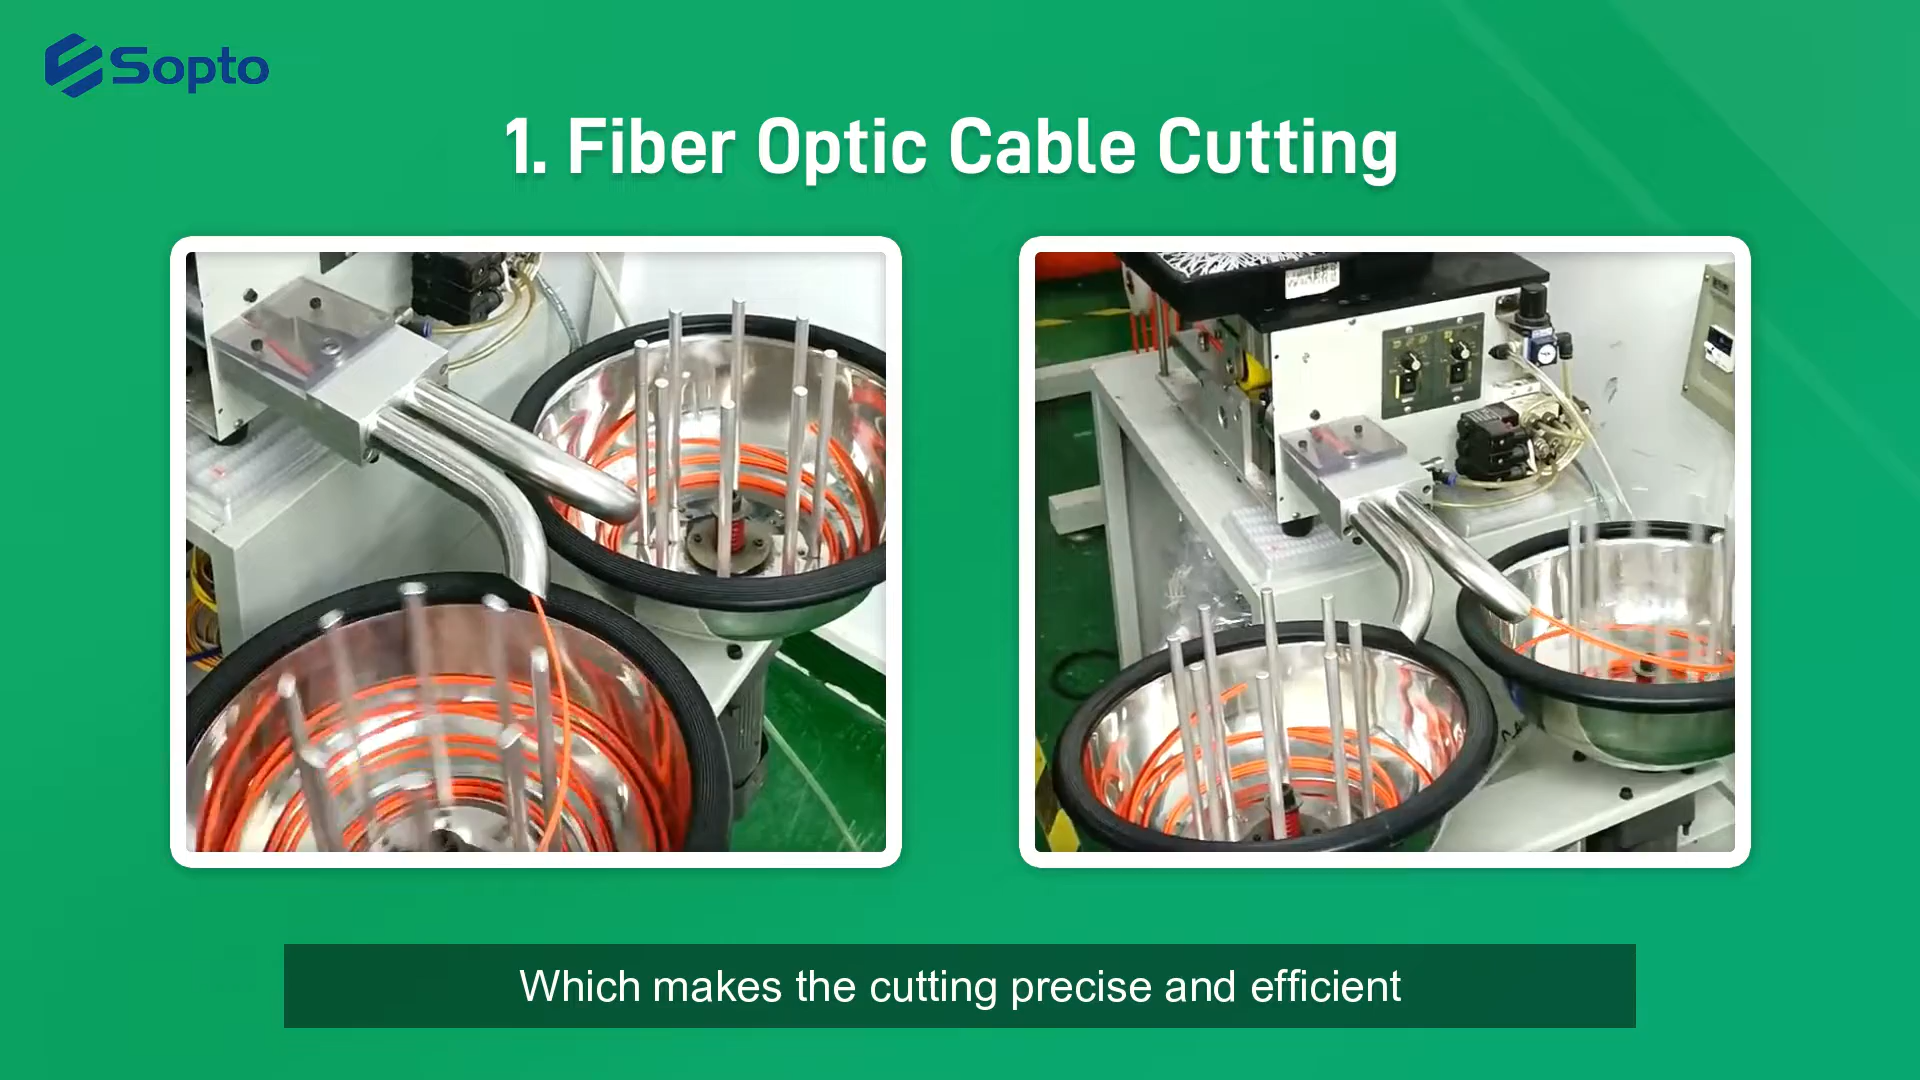 Sopto
1. Fiber Optic Cable Cutting
Which makes the cutting precise and efficient